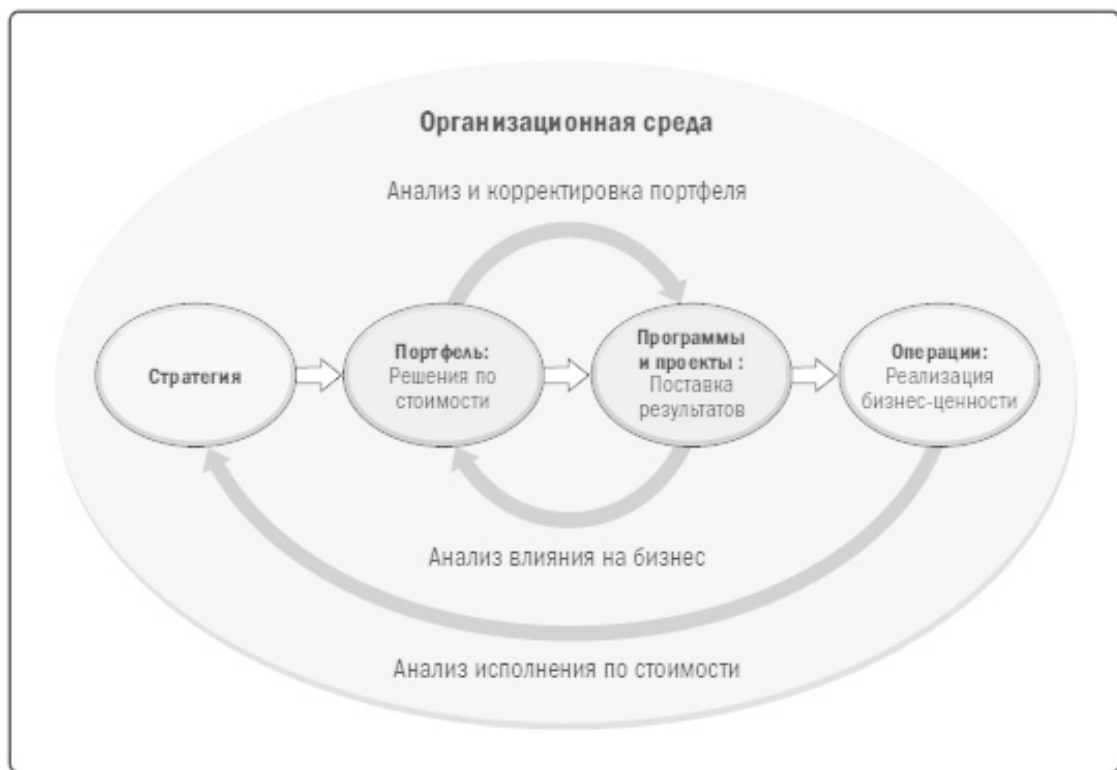 Организационная среда
Анализ и корректировка портфеля
Стратегия
Портфель:
Решения по
стоимости
Программы
и проекты :
Поставка
результатов
Операции:
Реализация
бизнес-ценности
Анализ влияния на бизнес
Анализ исполнения по стоимости